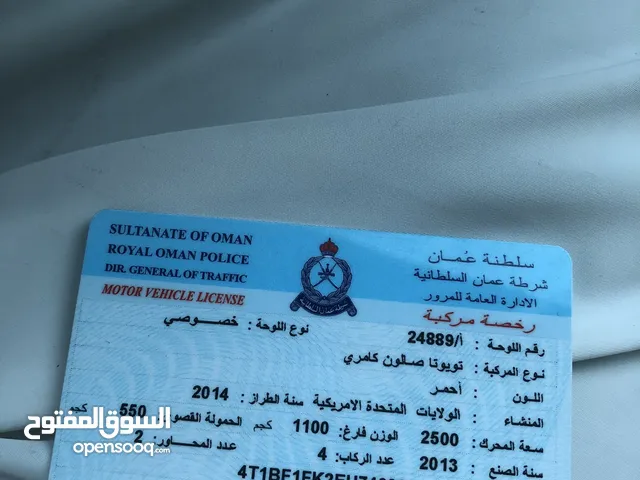 SULTANATE OF OMAN
ROYAL OMAN POLICE
DIR. GENERAL OF TRAFFIC
MOTOR VEHICLE LICENSE
سلطنة عمان
شرطة عمان السلطانية
الادارة العامة للمرور
رخصة مركبة
رقم اللوحة : أ/24889 نوع اللوحة : خصوصي
نوع المركبة : تويوتا صالون كامري
اللون : أحمر
المنشاء : الولايات المتحدة الامريكية سنة الطراز : 2014
سعة المحرك : 2500 الوزن فارغ: 1100 كجم الحمولة القصوى: 550 كجم
سنة الصنع : 2013 عدد الركاب: 4 عدد المحاور: 2
السوق المفتوح
opensooq.com